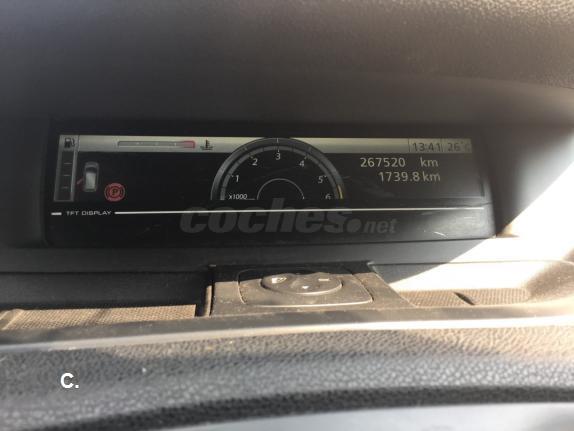 13:41 26°c
267520 km
1739.8 km
1 2 3 4 5 6
x1000
TFT DISPLAY
coches.net
C.